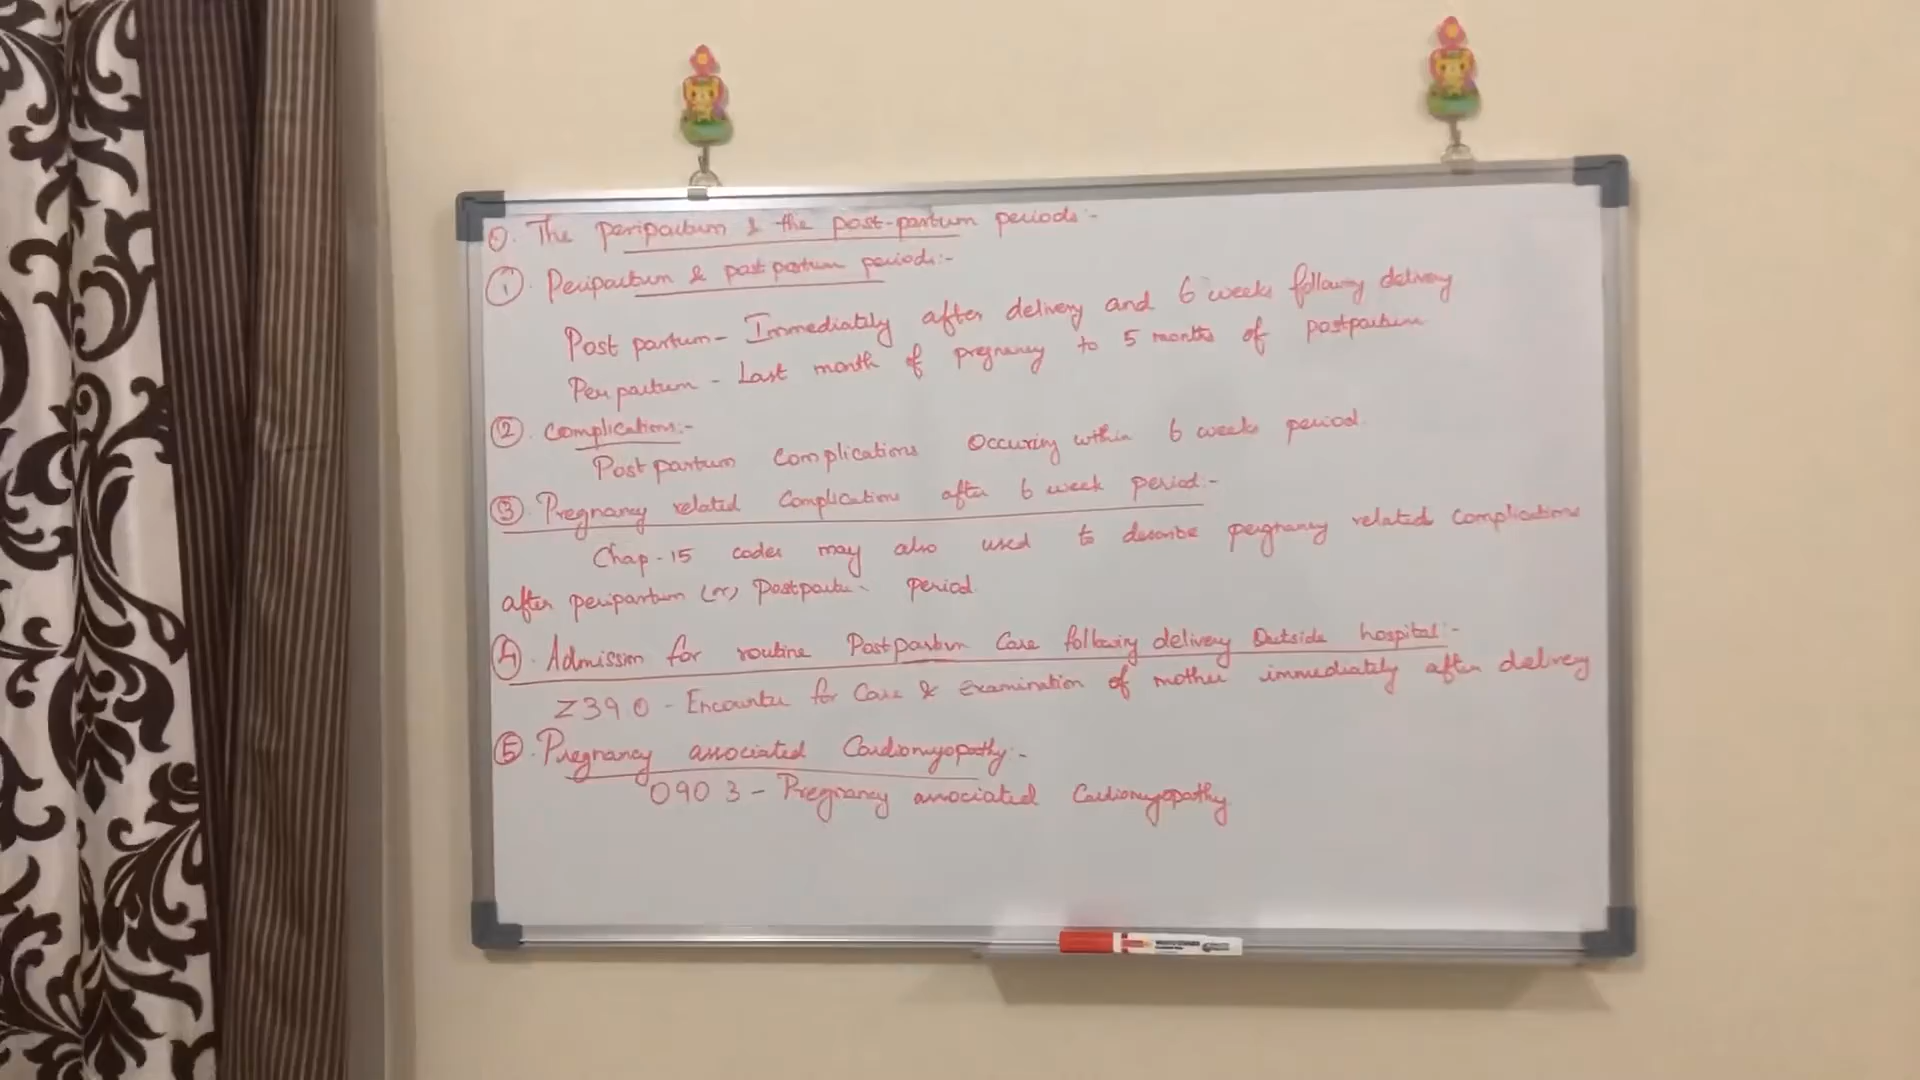 O. The peripartum & the post-partum periods:-
① Peripartum & post partum periods:-
Post partum - Immediately after delivery and 6 weeks following delivery
Peri partum - Last month of pregnancy to 5 months of postpartum
② Complications:-
Post partum Complications Occuring within 6 weeks period.
③ Pregnancy related Complications after 6 week period:-
Chap-15 codes may also used to describe pergnancy related complications
after peripartum (or) Postpartu- period.
④ Admission for routine Postpartum Care following delivery Outside hospital:-
Z39.0 - Encounter for Care & Examination of mother immediately after delivery
⑤ Pregnancy associated Cardiomyopathy:-
O90 3 - Pregnancy associated Cardiomyopathy